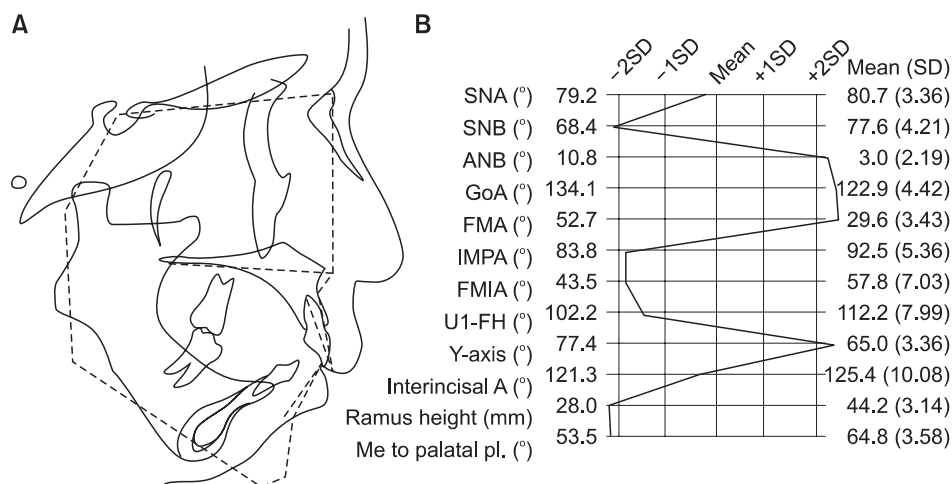 A
B
−2SD −1SD Mean +1SD +2SD Mean (SD)
SNA (°) 79.2 80.7 (3.36)
SNB (°) 68.4 77.6 (4.21)
ANB (°) 10.8 3.0 (2.19)
GoA (°) 134.1 122.9 (4.42)
FMA (°) 52.7 29.6 (3.43)
IMPA (°) 83.8 92.5 (5.36)
FMIA (°) 43.5 57.8 (7.03)
U1-FH (°) 102.2 112.2 (7.99)
Y-axis (°) 77.4 65.0 (3.36)
Interincisal A (°) 121.3 125.4 (10.08)
Ramus height (mm) 28.0 44.2 (3.14)
Me to palatal pl. (°) 53.5 64.8 (3.58)